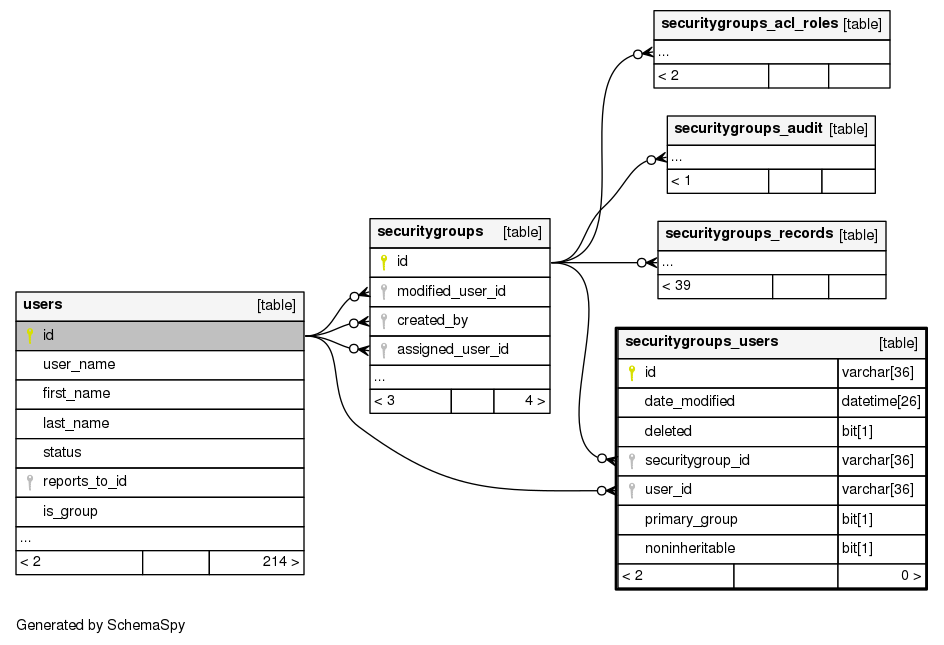 securitygroups_acl_roles [table]
...
< 2
securitygroups_audit [table]
...
< 1
securitygroups_records [table]
...
< 39
securitygroups [table]
id
modified_user_id
created_by
assigned_user_id
...
< 3 4 >
users [table]
id
user_name
first_name
last_name
status
reports_to_id
is_group
...
< 2 214 >
securitygroups_users [table]
id varchar[36]
date_modified datetime[26]
deleted bit[1]
securitygroup_id varchar[36]
user_id varchar[36]
primary_group bit[1]
noninheritable bit[1]
< 2 0 >
Generated by SchemaSpy